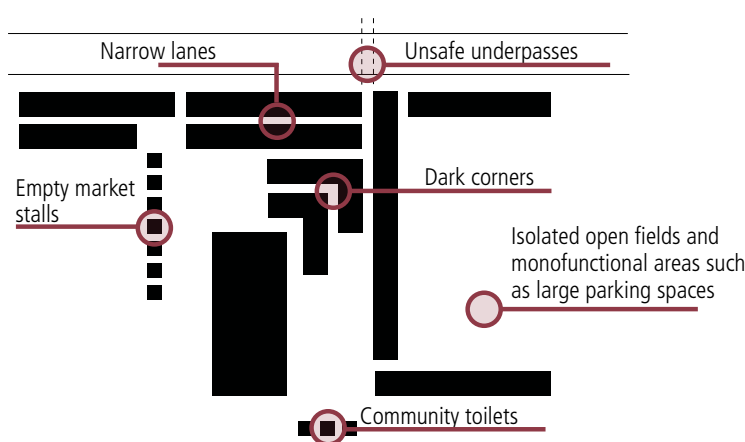 Narrow lanes
Unsafe underpasses
Dark corners
Empty market
stalls
Isolated open fields and
monofunctional areas such
as large parking spaces
Community toilets